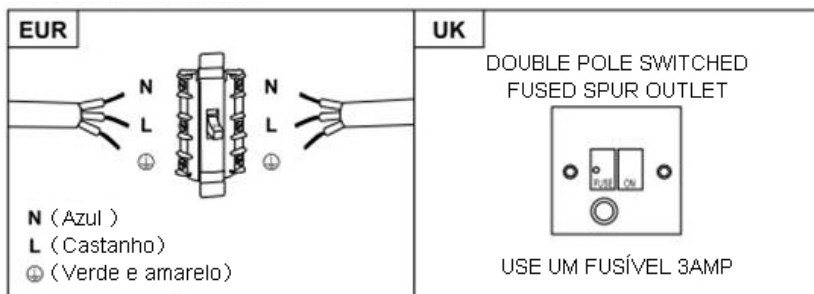 EUR
N
L
N
L
N (Azul )
L (Castanho)
(Verde e amarelo)
UK
DOUBLE POLE SWITCHED
FUSED SPUR OUTLET
FUSE
ON
USE UM FUSÍVEL 3AMP